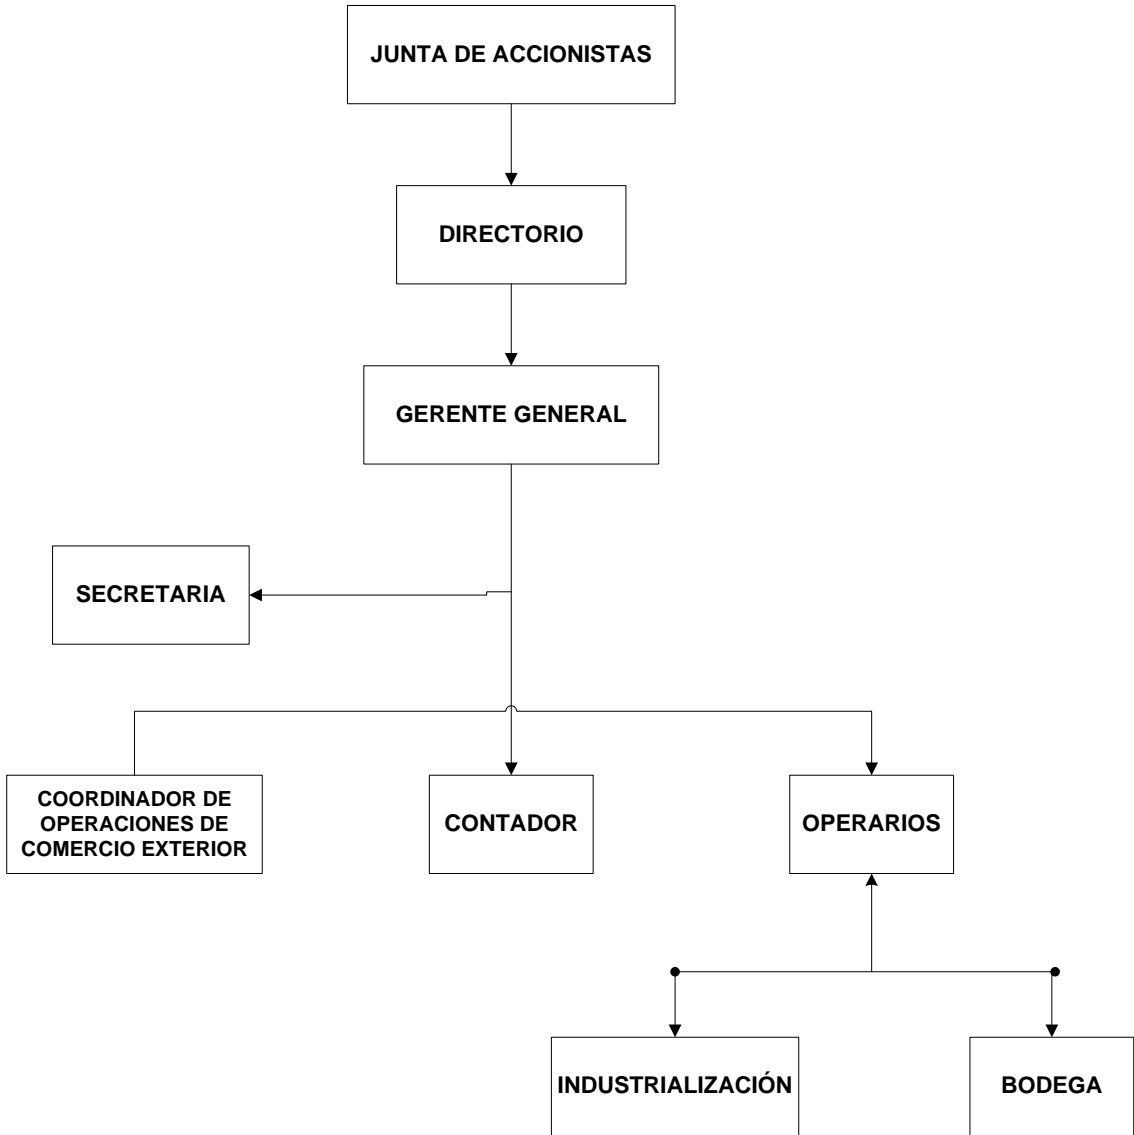 JUNTA DE ACCIONISTAS
DIRECTORIO
GERENTE GENERAL
SECRETARIA
COORDINADOR DE
OPERACIONES DE
COMERCIO EXTERIOR
CONTADOR
OPERARIOS
INDUSTRIALIZACIÓN
BODEGA